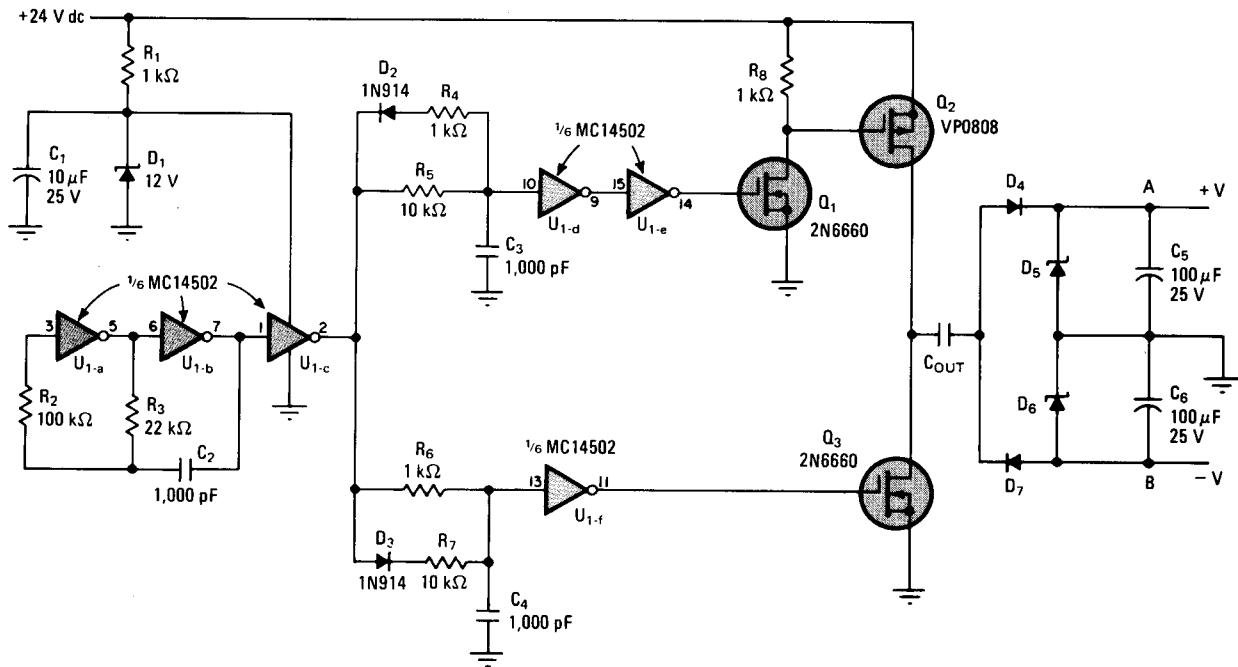 +24 V dc
R1
1 kΩ
C1
10 μF
25 V
D1
12 V
1/6 MC14502
3
5
6
7
1
2
U1-a
U1-b
U1-c
R2
100 kΩ
R3
22 kΩ
C2
1,000 pF
D2
1N914
R4
1 kΩ
R5
10 kΩ
C3
1,000 pF
1/6 MC14502
10
9
15
14
U1-d
U1-e
R8
1 kΩ
Q1
2N6660
Q2
VP0808
R6
1 kΩ
D3
1N914
R7
10 kΩ
C4
1,000 pF
1/6 MC14502
13
11
U1-f
Q3
2N6660
COUT
D4
D5
D6
D7
A
+V
C5
100 μF
25 V
C6
100 μF
25 V
B
−V